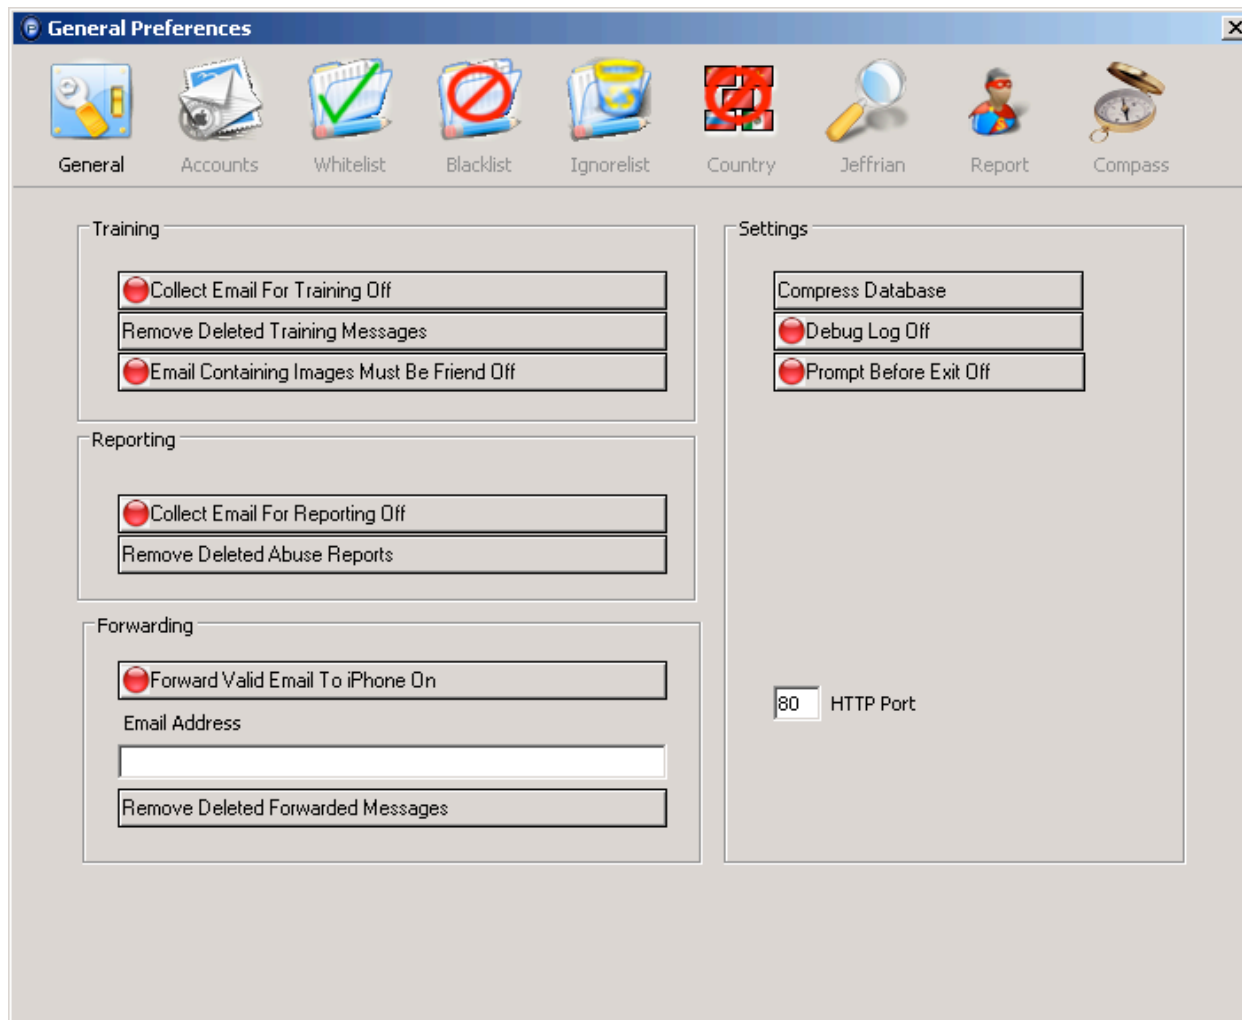 General Preferences
General
Accounts
Whitelist
Blacklist
Ignorelist
Country
Jeffrian
Report
Compass
Training
Collect Email For Training Off
Remove Deleted Training Messages
Email Containing Images Must Be Friend Off
Reporting
Collect Email For Reporting Off
Remove Deleted Abuse Reports
Forwarding
Forward Valid Email To iPhone On
Email Address
Remove Deleted Forwarded Messages
Settings
Compress Database
Debug Log Off
Prompt Before Exit Off
80 HTTP Port